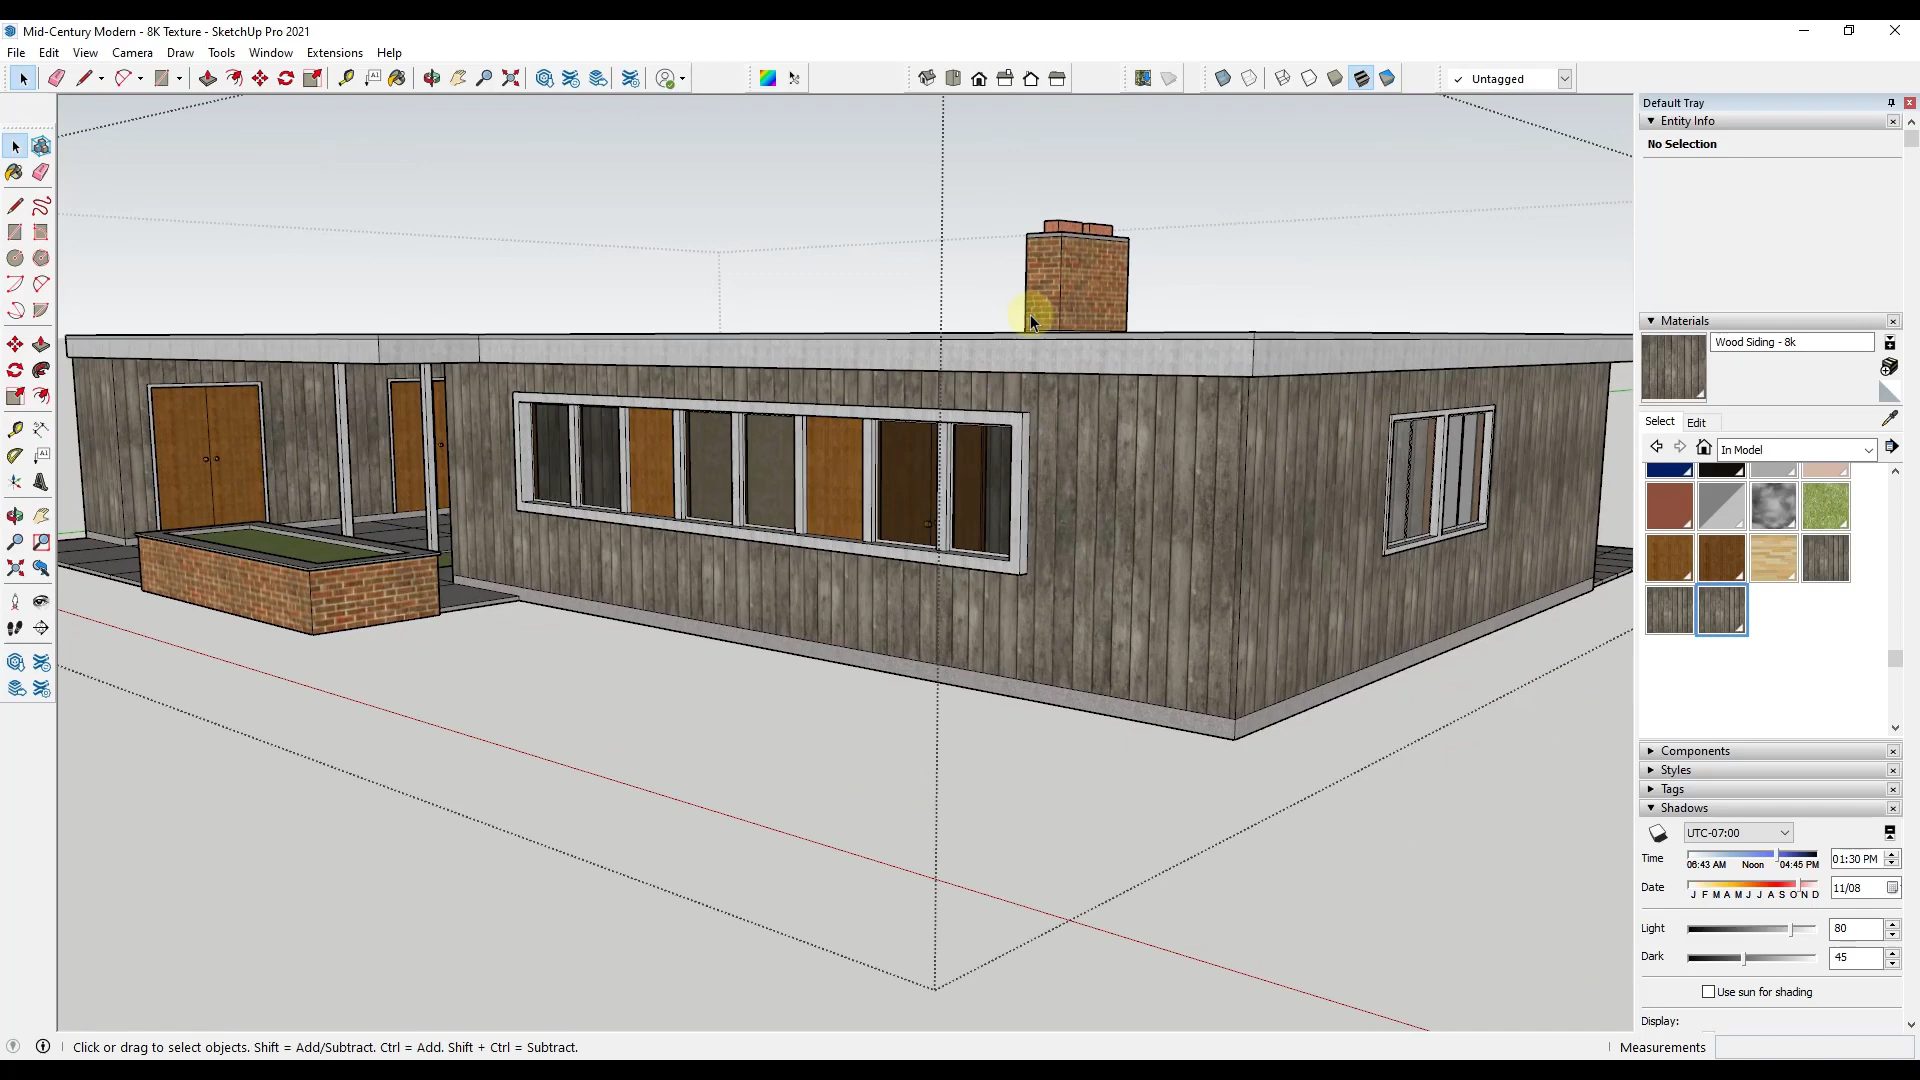 Mid-Century Modern - 8K Texture - SketchUp Pro 2021
File Edit View Camera Draw Tools Window Extensions Help
Untagged
Default Tray
Entity Info
No Selection
Materials
Wood Siding - 8k
Select Edit
In Model
Components
Styles
Tags
Shadows
UTC-07:00
Time 06:43 AM Noon 04:45 PM 01:30 PM
Date J F M A M J J A S O N D 11/08
Light 80
Dark 45
Use sun for shading
Display:
Click or drag to select objects. Shift = Add/Subtract. Ctrl = Add. Shift + Ctrl = Subtract.
Measurements